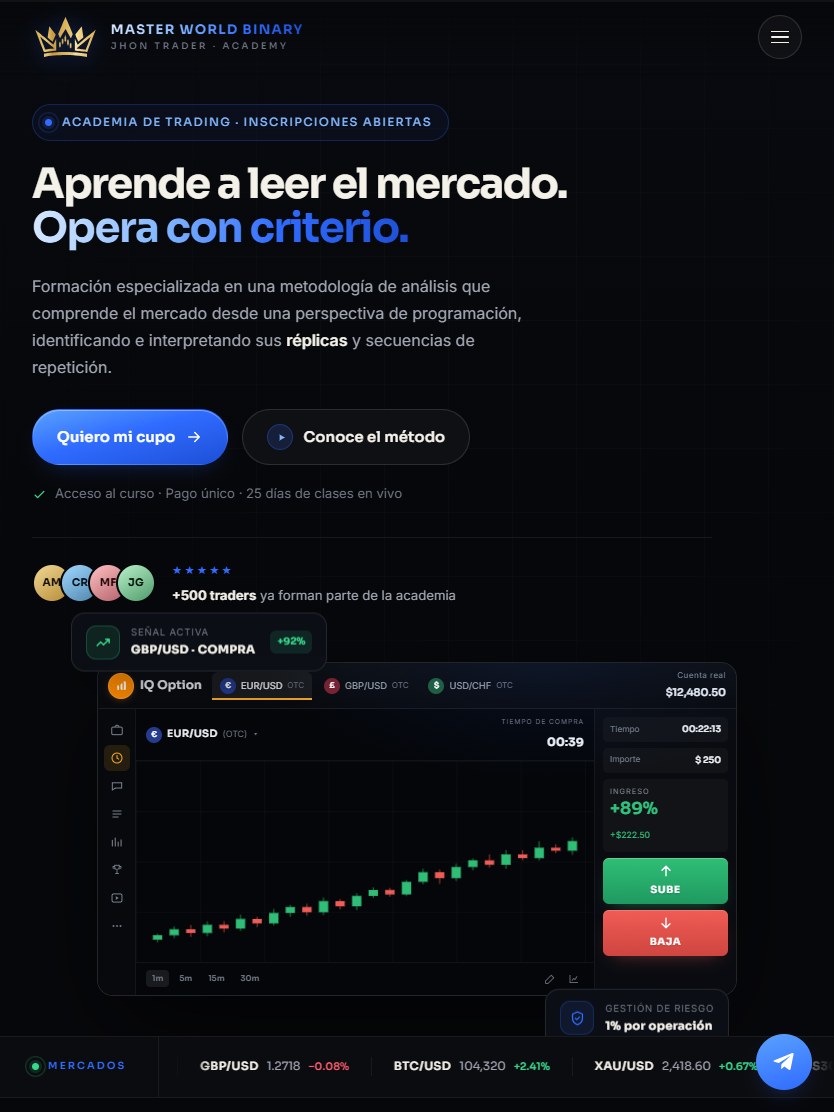 MASTER WORLD BINARY
JHON TRADER · ACADEMY
ACADEMIA DE TRADING · INSCRIPCIONES ABIERTAS
Aprende a leer el mercado.
Opera con criterio.
Formación especializada en una metodología de análisis que
comprende el mercado desde una perspectiva de programación,
identificando e interpretando sus réplicas y secuencias de
repetición.
Quiero mi cupo →
Conoce el método
Acceso al curso · Pago único · 25 días de clases en vivo
AM CR MF JG
★★★★★
+500 traders ya forman parte de la academia
SEÑAL ACTIVA
GBP/USD · COMPRA
+92%
IQ Option
€ EUR/USD OTC
£ GBP/USD OTC
$ USD/CHF OTC
Cuenta real
$12,480.50
€ EUR/USD (OTC)
TIEMPO DE COMPRA
00:39
Tiempo 00:22:13
Importe $ 250
INGRESO
+89%
+$222.50
↑
SUBE
↓
BAJA
1m 5m 15m 30m
GESTIÓN DE RIESGO
1% por operación
MERCADOS
GBP/USD 1.2718 −0.08%
BTC/USD 104,320 +2.41%
XAU/USD 2,418.60 +0.67%